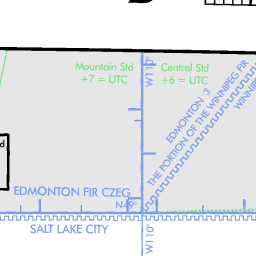 Mountain Std
+7 = UTC
Central Std
+6 = UTC
W110°
EDMONTON 3
THE PORTION OF THE WINNIPEG FIR
WINNIP
d
EDMONTON FIR CZEG
N49°
SALT LAKE CITY
W110°